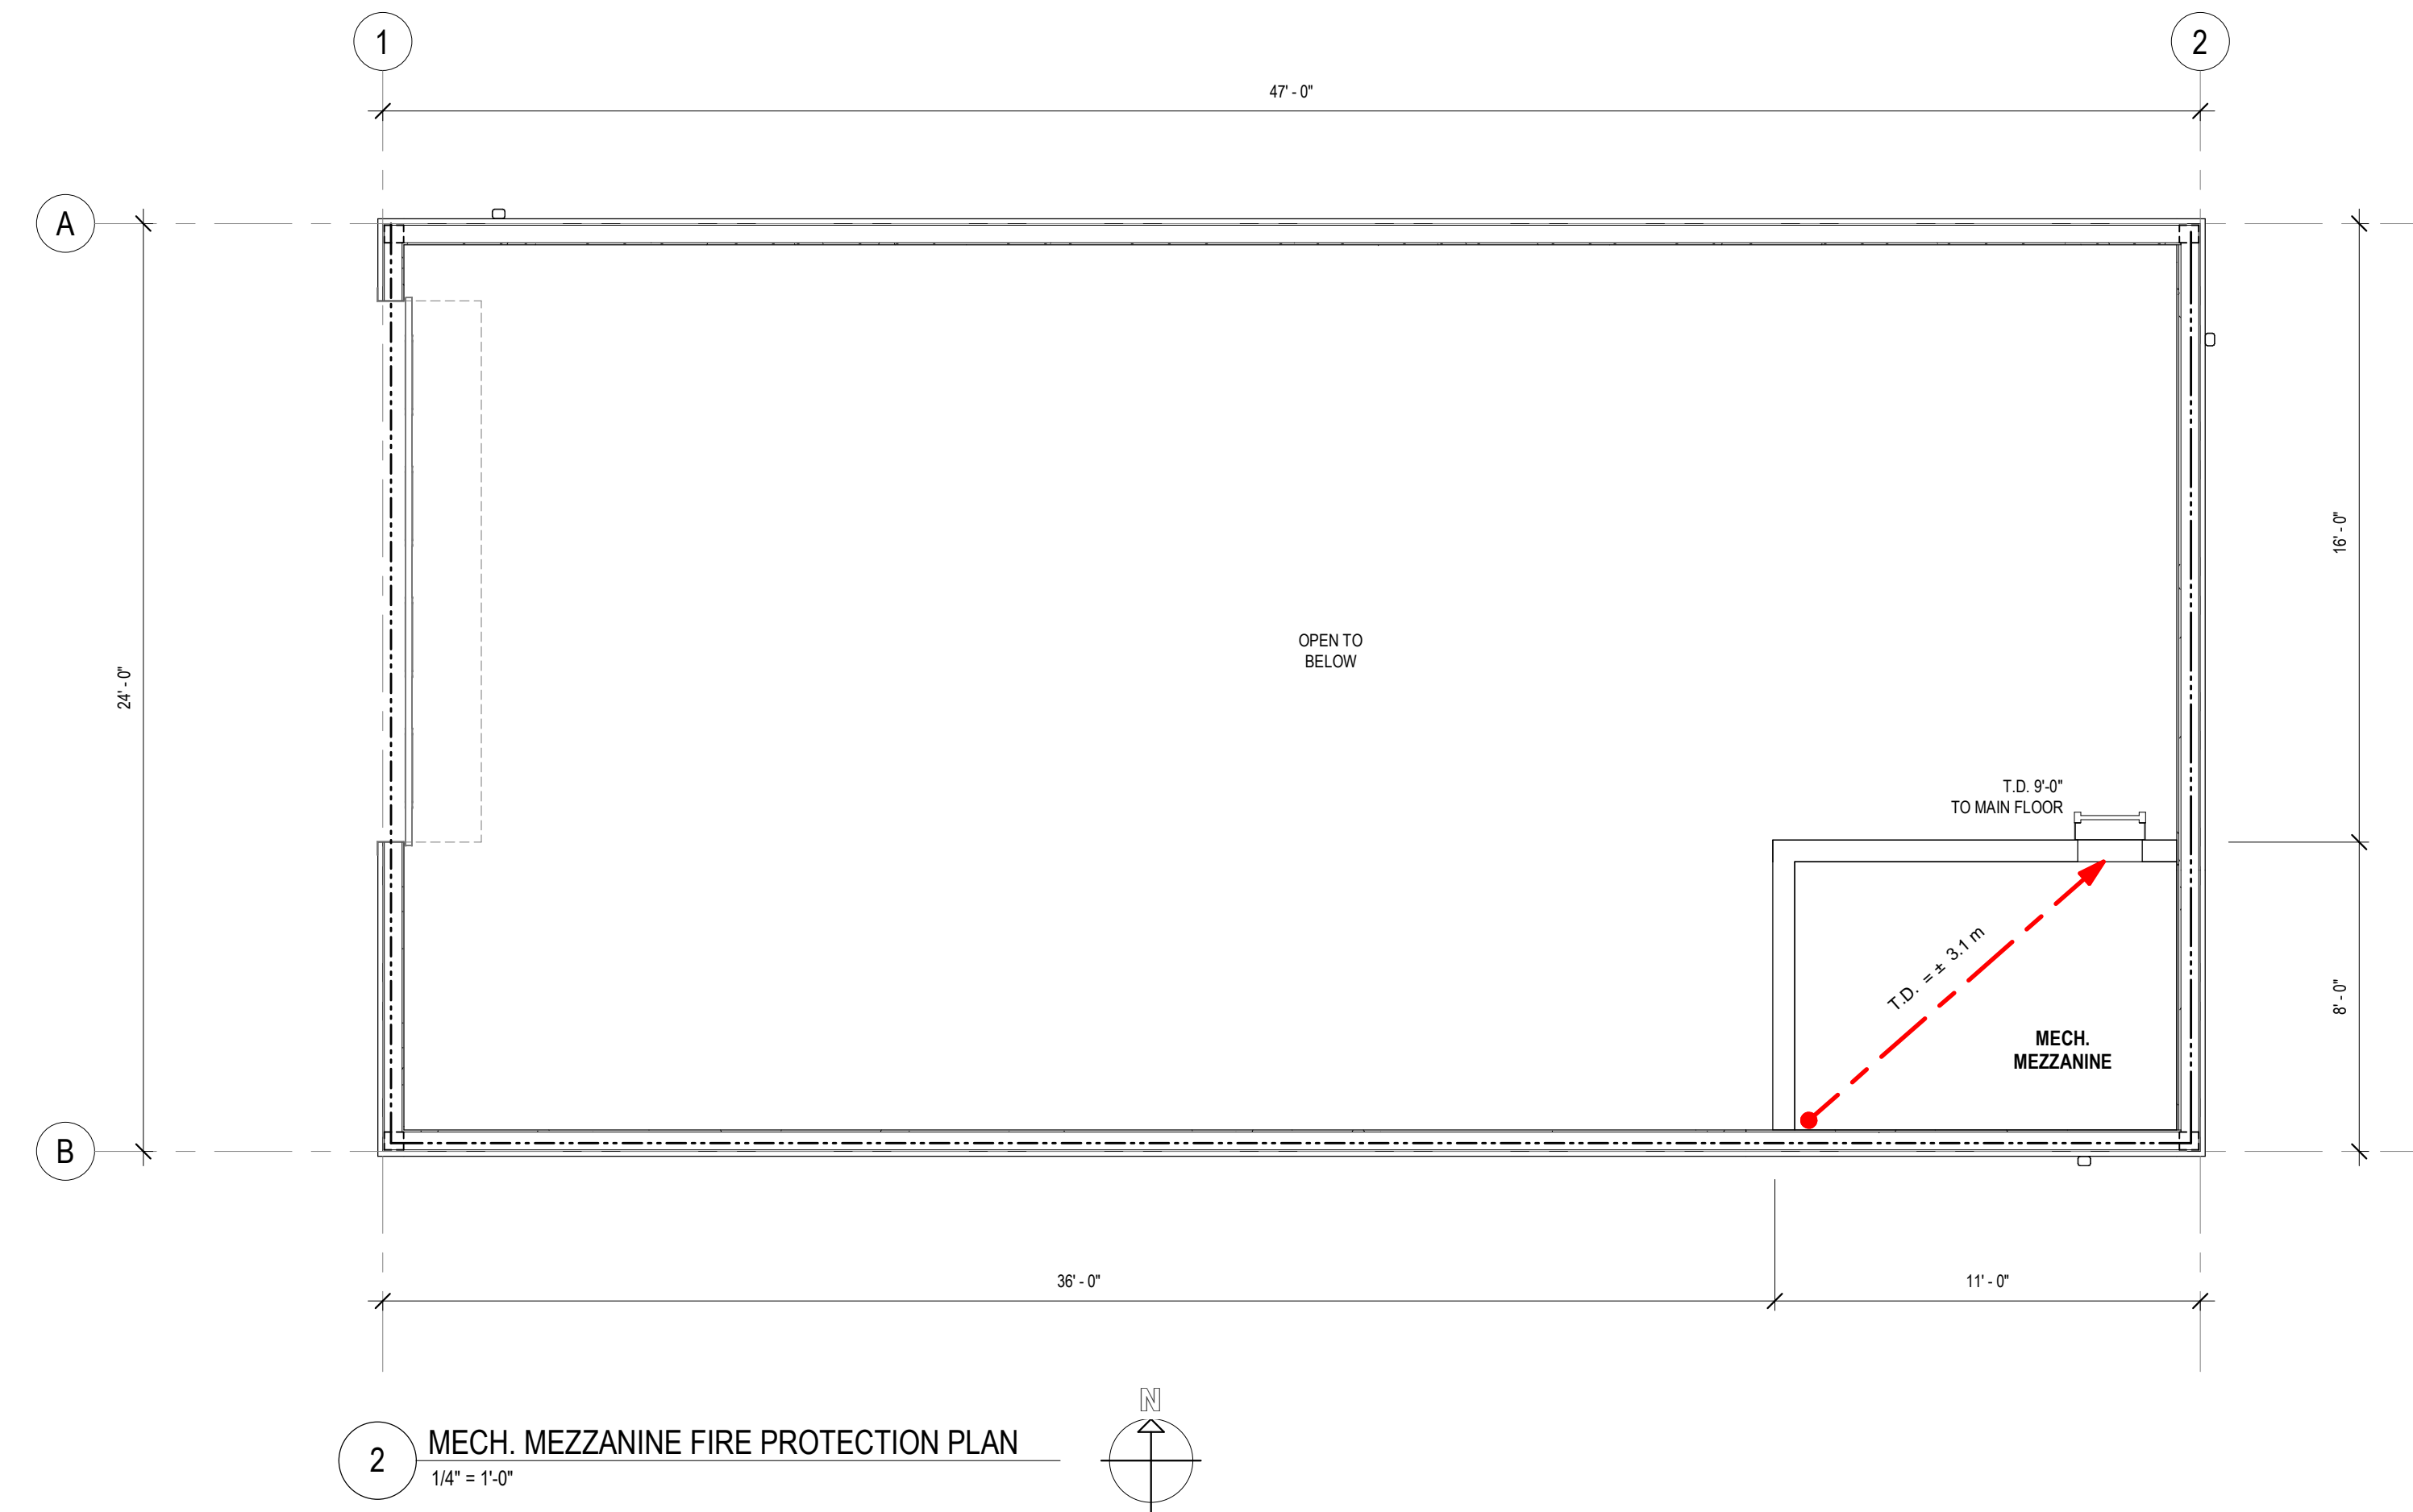 1
2
47' - 0"
A
24' - 0"
16' - 0"
OPEN TO
BELOW
T.D. 9'-0"
TO MAIN FLOOR
T.D. = ± 3.1 m
8' - 0"
MECH.
MEZZANINE
B
36' - 0"
11' - 0"
N
2
MECH. MEZZANINE FIRE PROTECTION PLAN
1/4" = 1'-0"